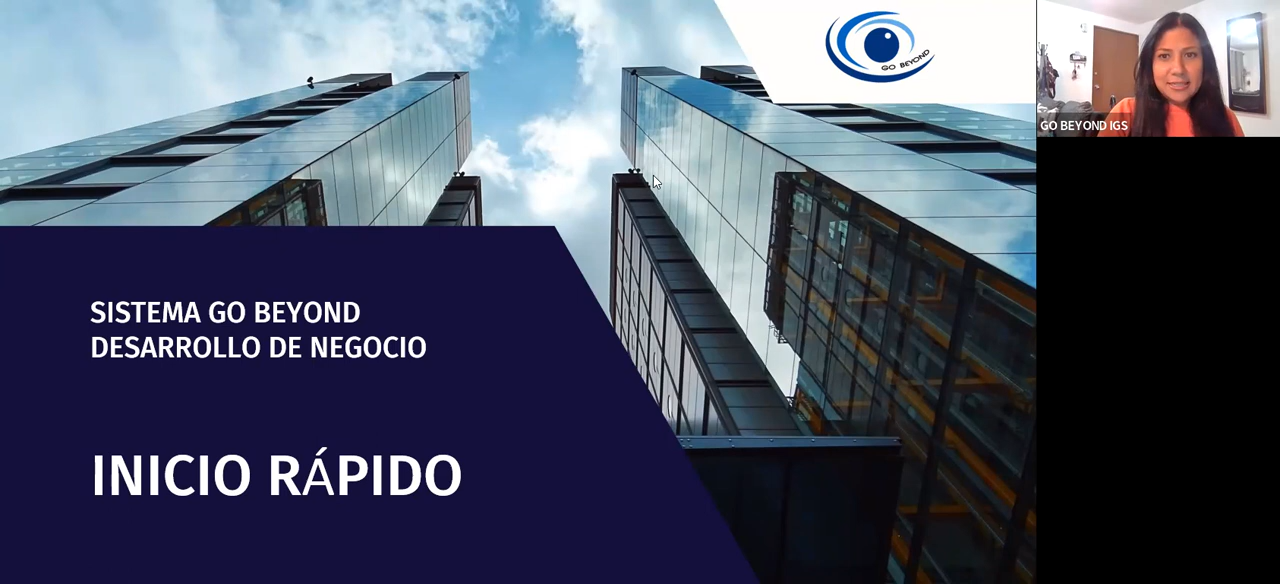 GO BEYOND
GO BEYOND IGS
SISTEMA GO BEYOND
DESARROLLO DE NEGOCIO
INICIO RÁPIDO